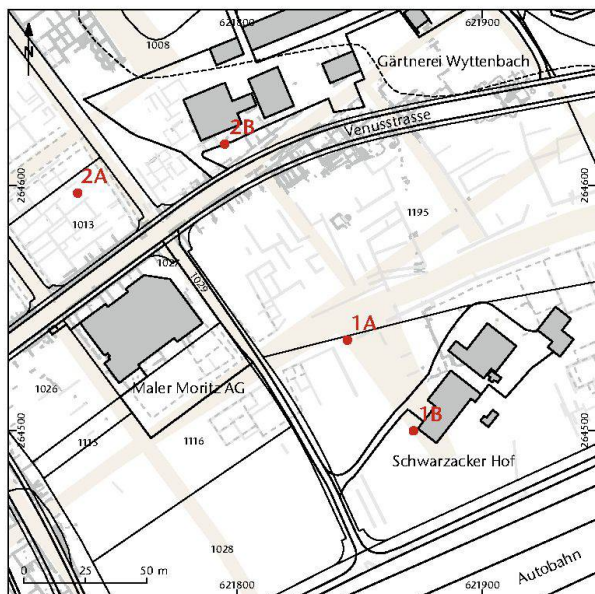 621800
621900
1008
N
Gärtnerei Wyttenbach
2B
Venusstrasse
264600
264600
2A
1013
1195
1027
1029
1A
Maler Moritz AG
1026
1B
264500
264500
1115
1116
Schwarzacker Hof
1028
Autobahn
0 25 50 m
621800
621900